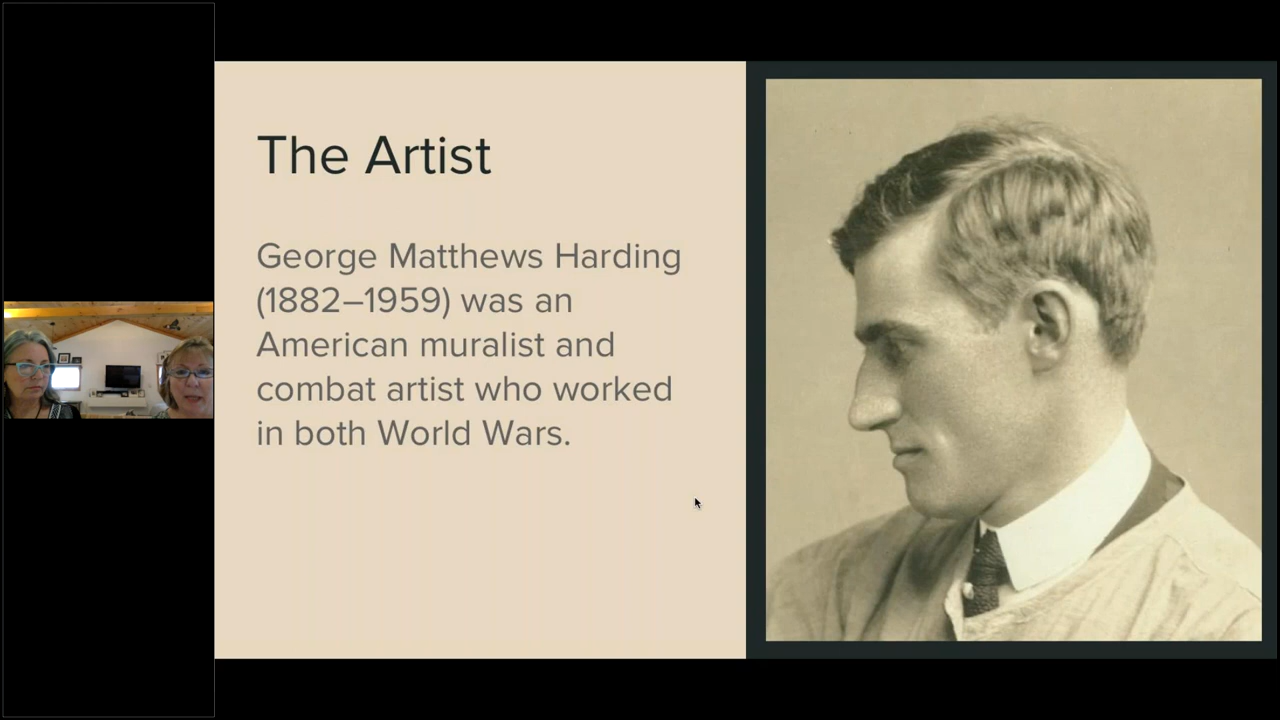 The Artist
George Matthews Harding
(1882–1959) was an
American muralist and
combat artist who worked
in both World Wars.